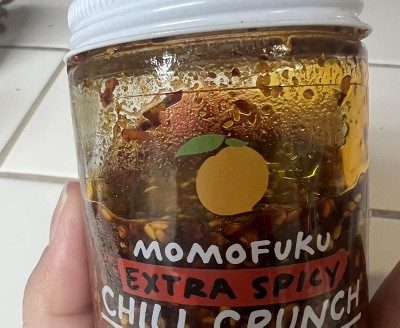 MOMOFUKU
EXTRA SPICY
CHILI CRUNCH